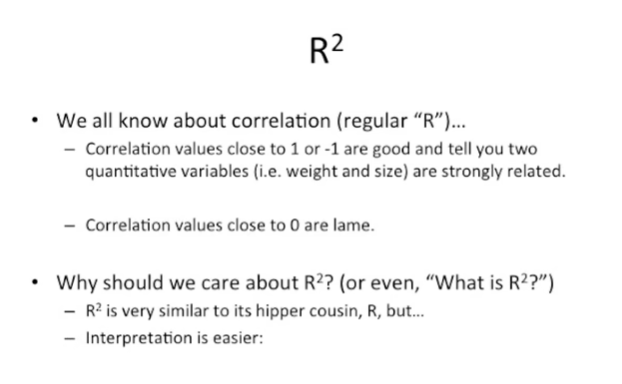 R²
• We all know about correlation (regular “R”)...
– Correlation values close to 1 or -1 are good and tell you two
quantitative variables (i.e. weight and size) are strongly related.
– Correlation values close to 0 are lame.
• Why should we care about R²? (or even, “What is R²?”)
– R² is very similar to its hipper cousin, R, but...
– Interpretation is easier: